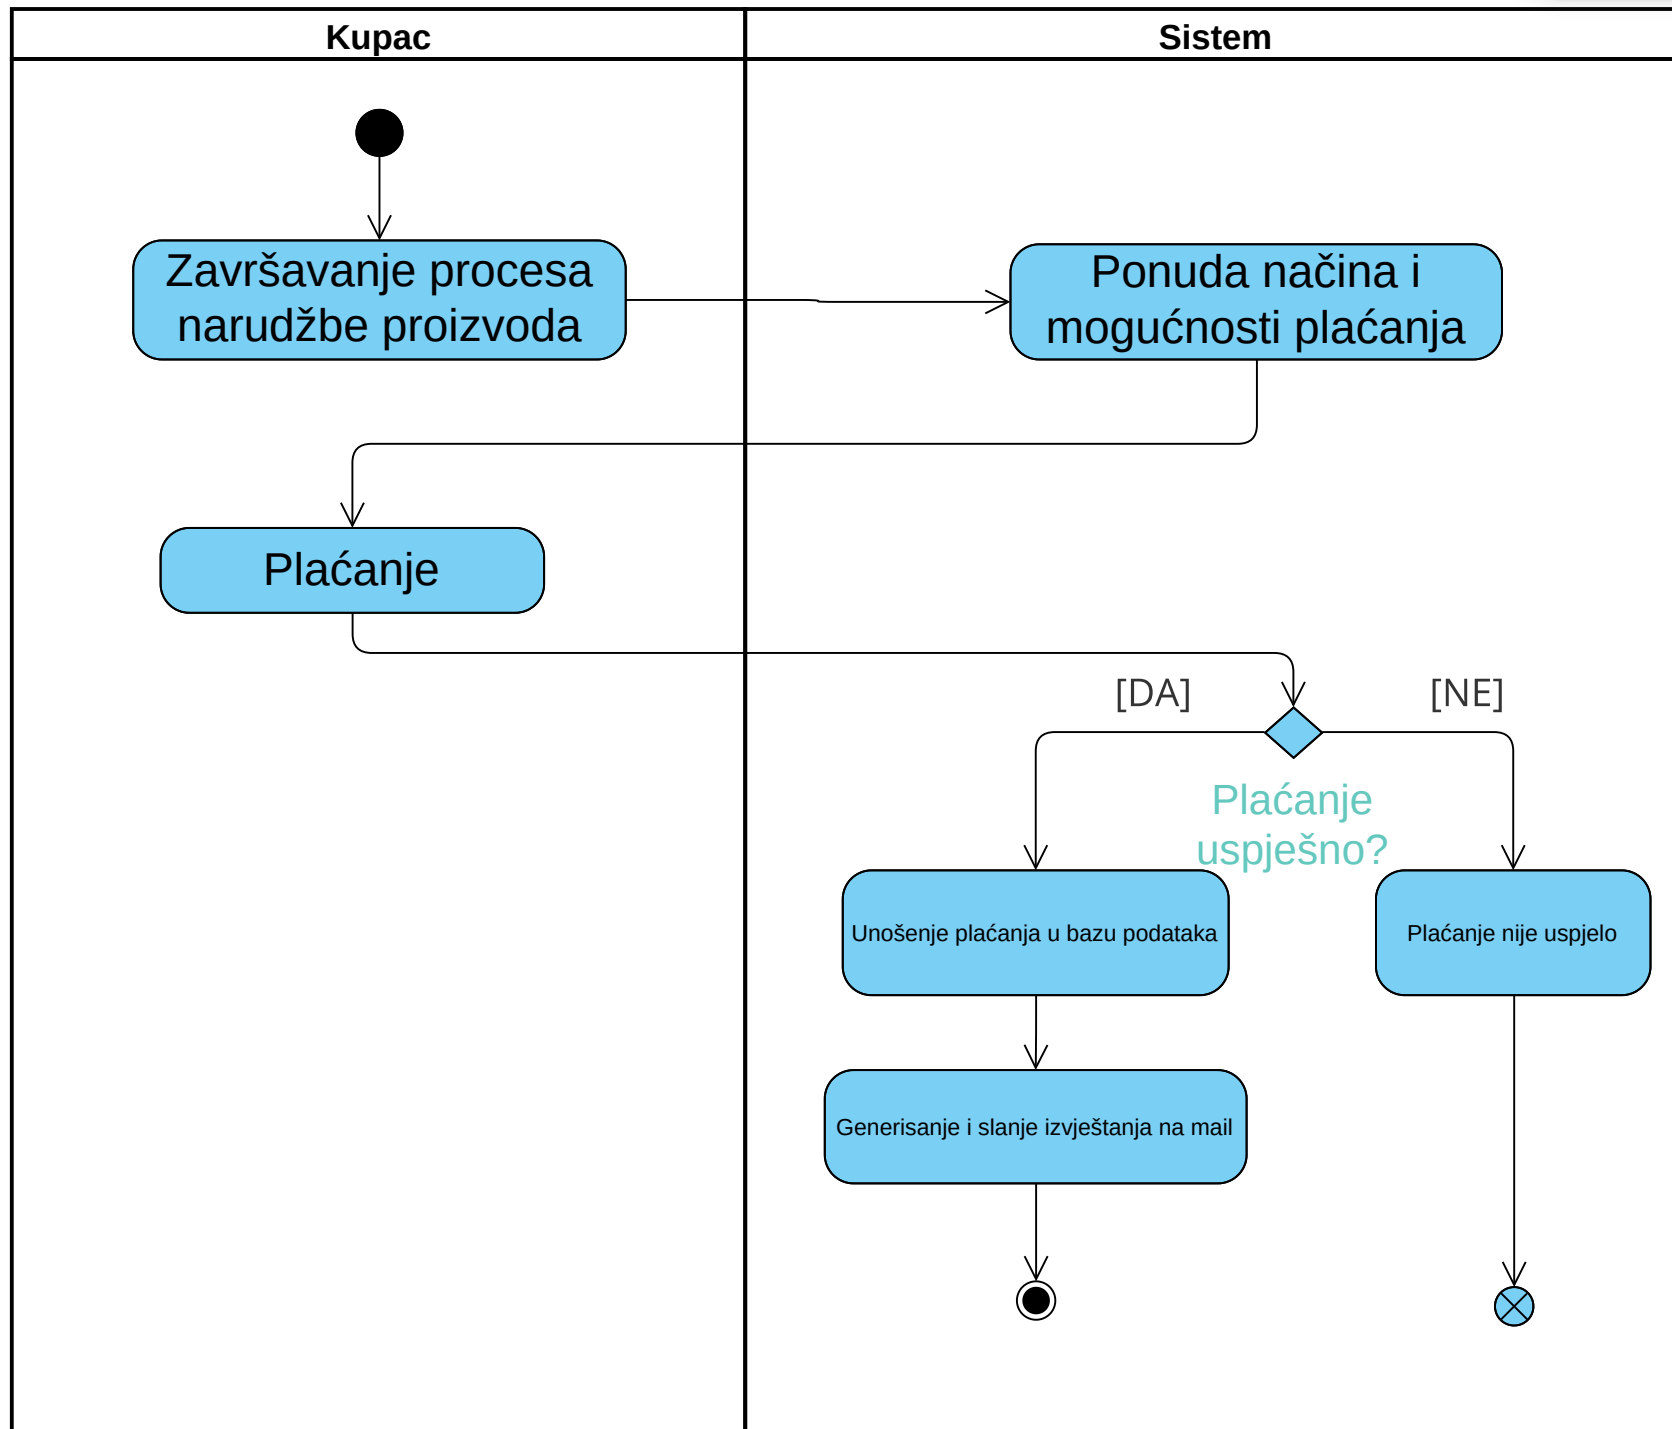 Kupac
Sistem
Završavanje procesa
narudžbe proizvoda
Ponuda načina i
mogućnosti plaćanja
Plaćanje
[DA]
[NE]
Plaćanje
uspješno?
Unošenje plaćanja u bazu podataka
Plaćanje nije uspjelo
Generisanje i slanje izvještanja na mail